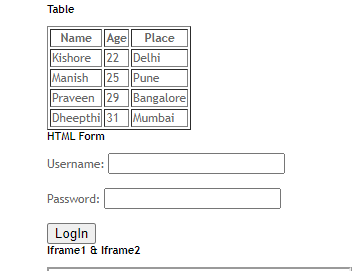 Table
Name Age Place
Kishore 22 Delhi
Manish 25 Pune
Praveen 29 Bangalore
Dheepthi 31 Mumbai
HTML Form
Username:
Password:
LogIn
Iframe1 & Iframe2